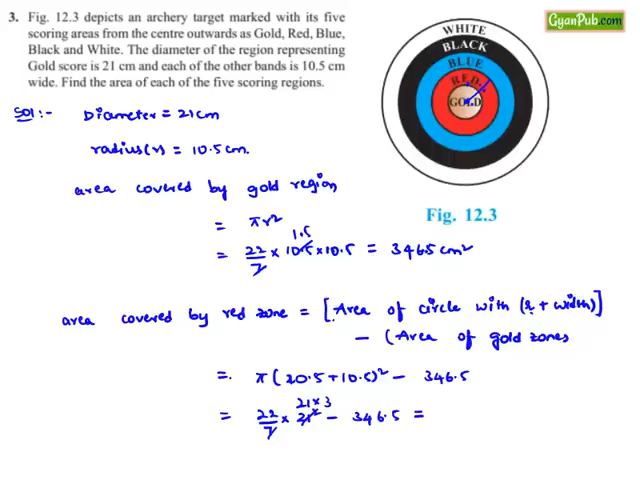 3. Fig. 12.3 depicts an archery target marked with its five
scoring areas from the centre outwards as Gold, Red, Blue,
Black and White. The diameter of the region representing
Gold score is 21 cm and each of the other bands is 10.5 cm
wide. Find the area of each of the five scoring regions.
GyanPub.com
WHITE
BLACK
BLUE
RED
GOLD
Fig. 12.3
Sol :- Diameter = 21 cm
radius(r) = 10.5 cm.
area covered by gold region
= πr²
1.5
= 22/7 × 10.5 × 10.5 = 346.5 cm²
area covered by red zone = [Area of circle with (r + width)]
— (Area of gold zones
=. π(20.5+10.5)² − 346.5
21 × 3
= 22/7 × 21² − 346.5 =